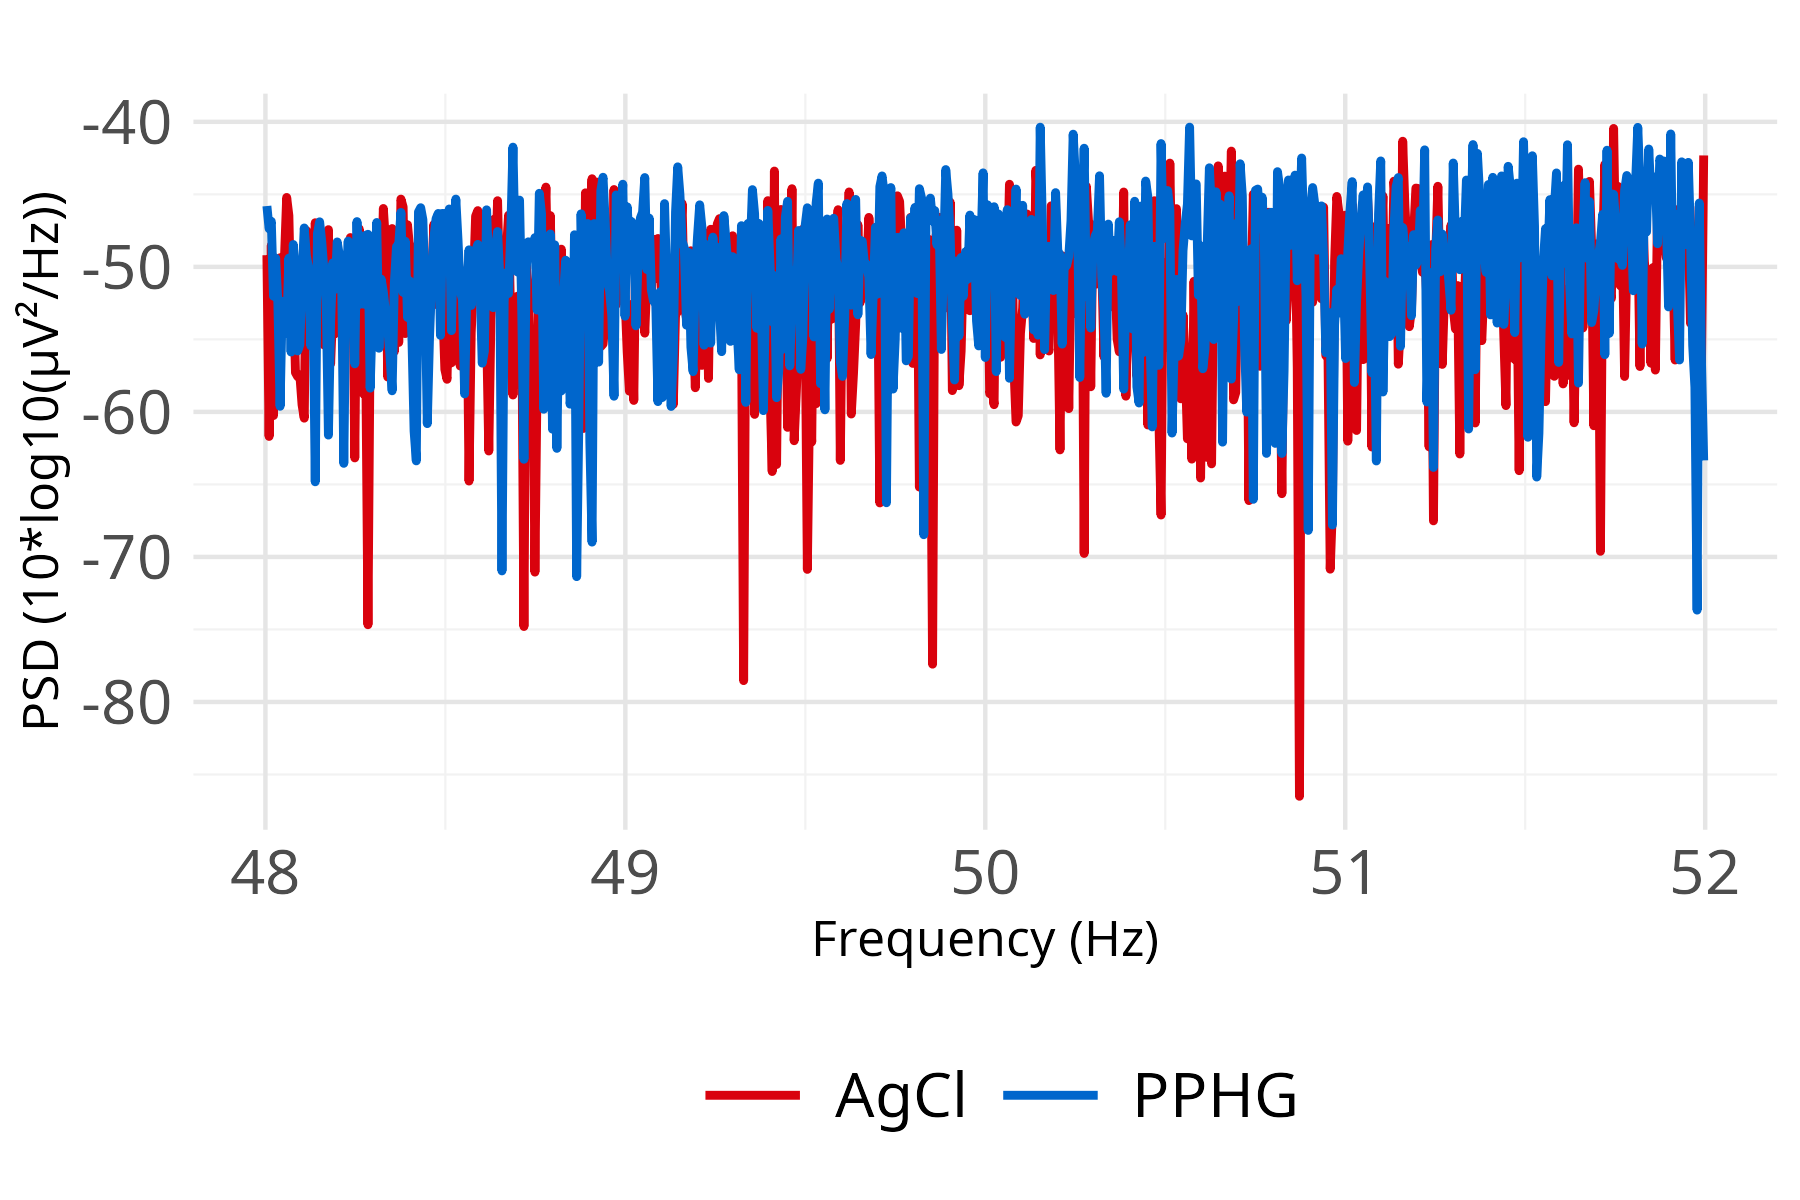 -40
-50
-60
-70
-80
PSD (10*log10(µV²/Hz))
48 49 50 51 52
Frequency (Hz)
AgCl PPHG